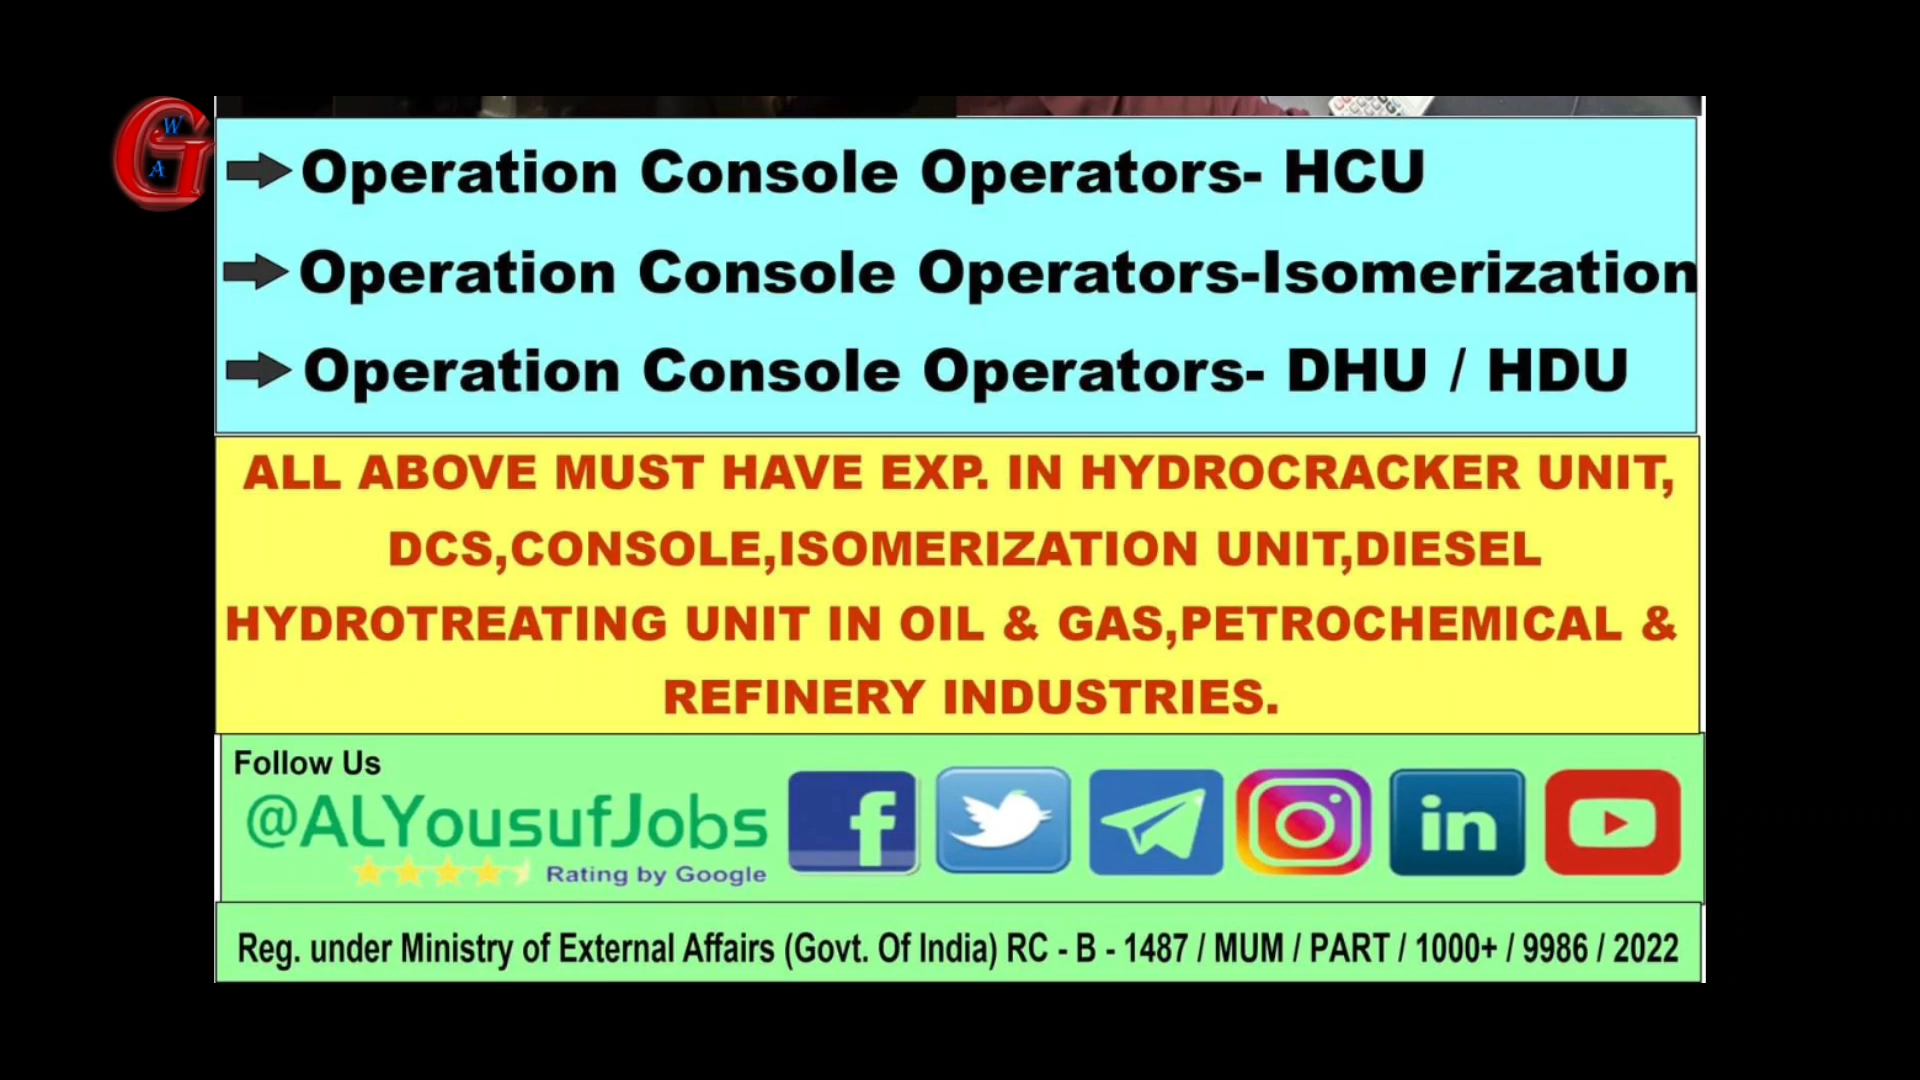 G
W
A
Operation Console Operators- HCU
Operation Console Operators-Isomerization
Operation Console Operators- DHU / HDU
ALL ABOVE MUST HAVE EXP. IN HYDROCRACKER UNIT,
DCS,CONSOLE,ISOMERIZATION UNIT,DIESEL
HYDROTREATING UNIT IN OIL & GAS,PETROCHEMICAL &
REFINERY INDUSTRIES.
Follow Us
@ALYousufJobs
Rating by Google
f
in
Reg. under Ministry of External Affairs (Govt. Of India) RC - B - 1487 / MUM / PART / 1000+ / 9986 / 2022